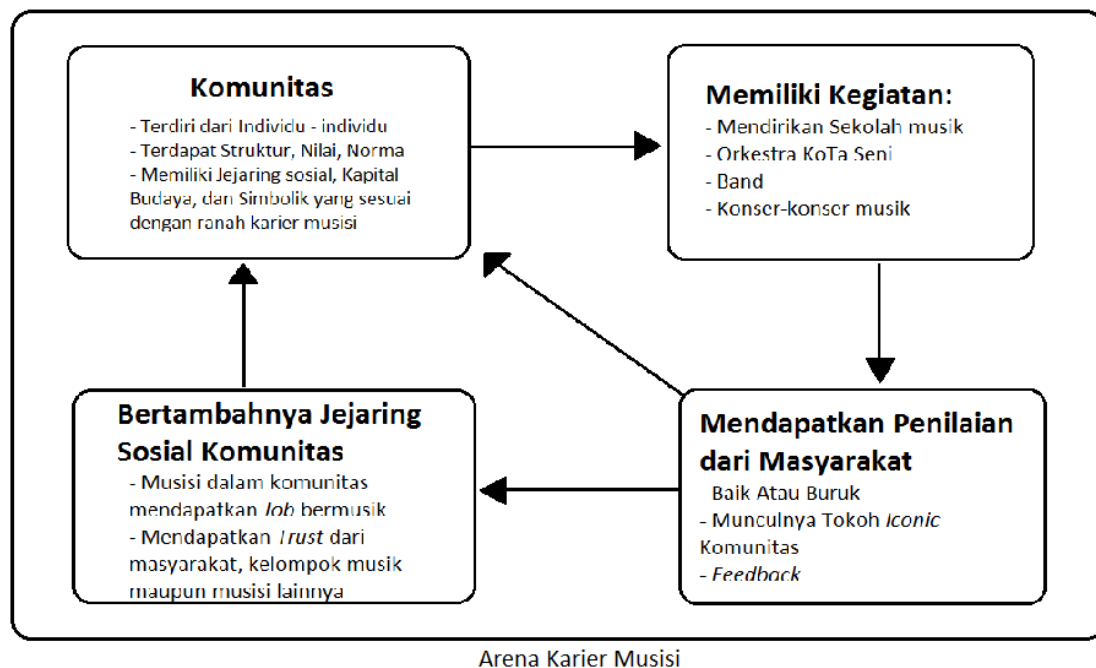 Komunitas
- Terdiri dari Individu - individu
- Terdapat Struktur, Nilai, Norma
- Memiliki Jejaring sosial, Kapital
Budaya, dan Simbolik yang sesuai
dengan ranah karier musisi
Memiliki Kegiatan:
- Mendirikan Sekolah musik
- Orkestra KoTa Seni
- Band
- Konser-konser musik
Bertambahnya Jejaring
Sosial Komunitas
- Musisi dalam komunitas
mendapatkan Job bermusik
- Mendapatkan Trust dari
masyarakat, kelompok musik
maupun musisi lainnya
Mendapatkan Penilaian
dari Masyarakat
- Baik Atau Buruk
- Munculnya Tokoh Iconic
Komunitas
- Feedback
Arena Karier Musisi